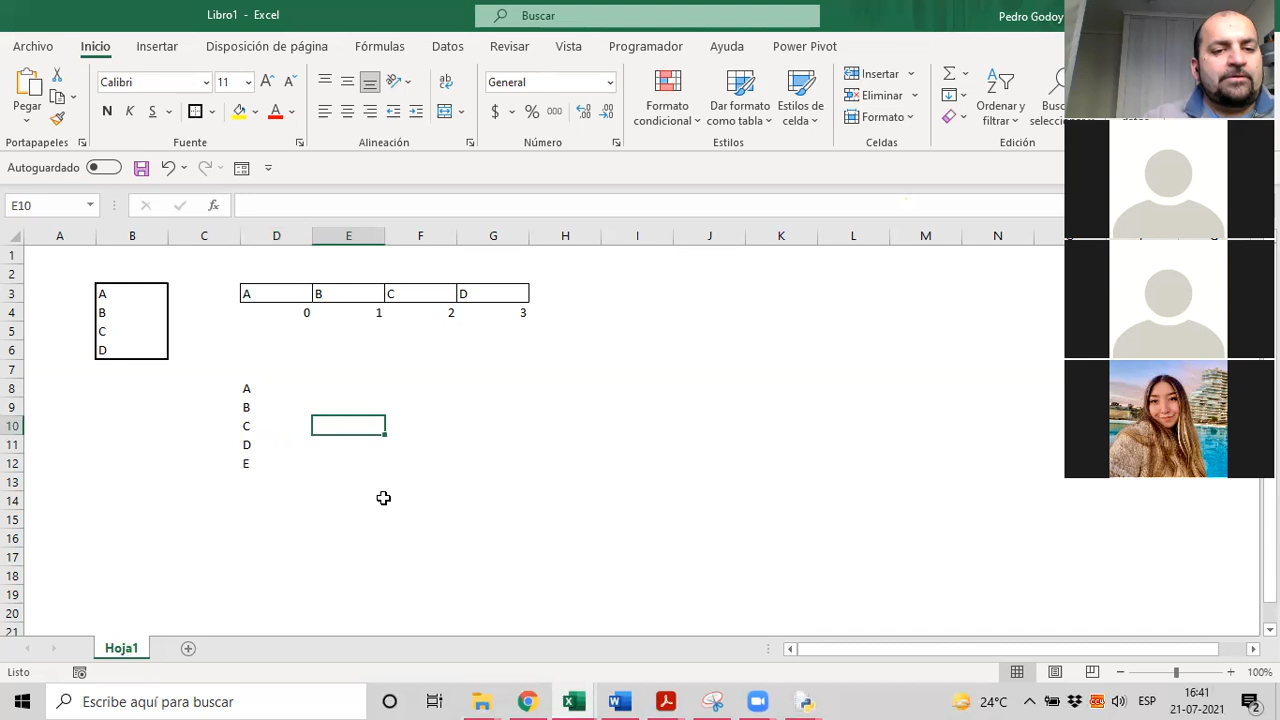 Libro1 - Excel
Buscar
Pedro Godoy
Archivo Inicio Insertar Disposición de página Fórmulas Datos Revisar Vista Programador Ayuda Power Pivot
Pegar
Calibri 11
N K S
General
$ % 000
Formato condicional
Dar formato como tabla
Estilos de celda
Insertar
Eliminar
Formato
Ordenar y filtrar
Portapapeles Fuente Alineación Número Estilos Celdas Edición
Autoguardado
E10 fx
A B C D E F G H I J K L M N
1
2
3 A A B C D
4 B 0 1 2 3
5 C
6 D
7
8 A
9 B
10 C
11 D
12 E
13
14
15
16
17
18
19
20
21
Hoja1
Listo 100%
Escribe aquí para buscar 24°C ESP 16:41
21-07-2021 2